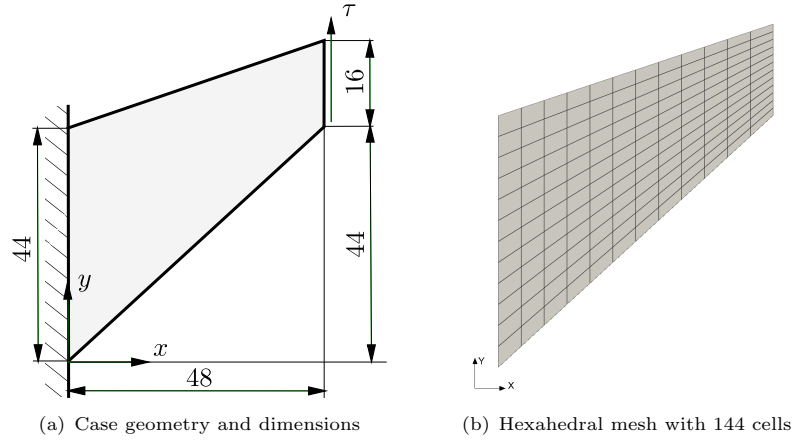 τ
16
44
44
y
x
48
Y
X
(a) Case geometry and dimensions
(b) Hexahedral mesh with 144 cells